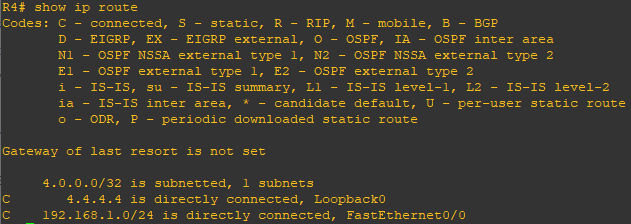 R4# show ip route
Codes: C - connected, S - static, R - RIP, M - mobile, B - BGP
       D - EIGRP, EX - EIGRP external, O - OSPF, IA - OSPF inter area
       N1 - OSPF NSSA external type 1, N2 - OSPF NSSA external type 2
       E1 - OSPF external type 1, E2 - OSPF external type 2
       i - IS-IS, su - IS-IS summary, L1 - IS-IS level-1, L2 - IS-IS level-2
       ia - IS-IS inter area, * - candidate default, U - per-user static route
       o - ODR, P - periodic downloaded static route
Gateway of last resort is not set
     4.0.0.0/32 is subnetted, 1 subnets
C       4.4.4.4 is directly connected, Loopback0
C    192.168.1.0/24 is directly connected, FastEthernet0/0